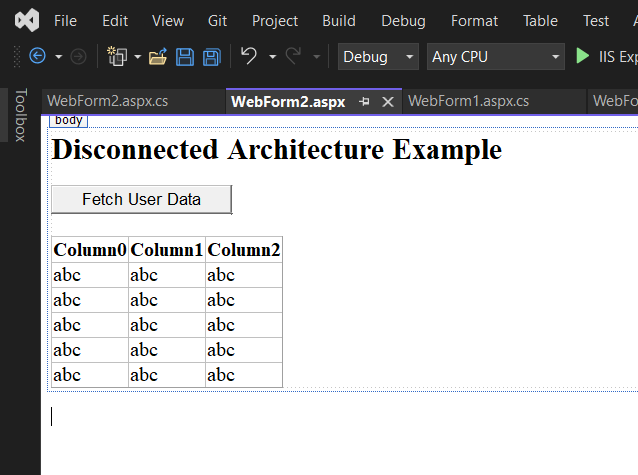 File Edit View Git Project Build Debug Format Table Test
Debug Any CPU IIS
Toolbox
WebForm2.aspx.cs WebForm2.aspx WebForm1.aspx.cs
body
Disconnected Architecture Example
Fetch User Data
Column0 Column1 Column2
abc abc abc
abc abc abc
abc abc abc
abc abc abc
abc abc abc